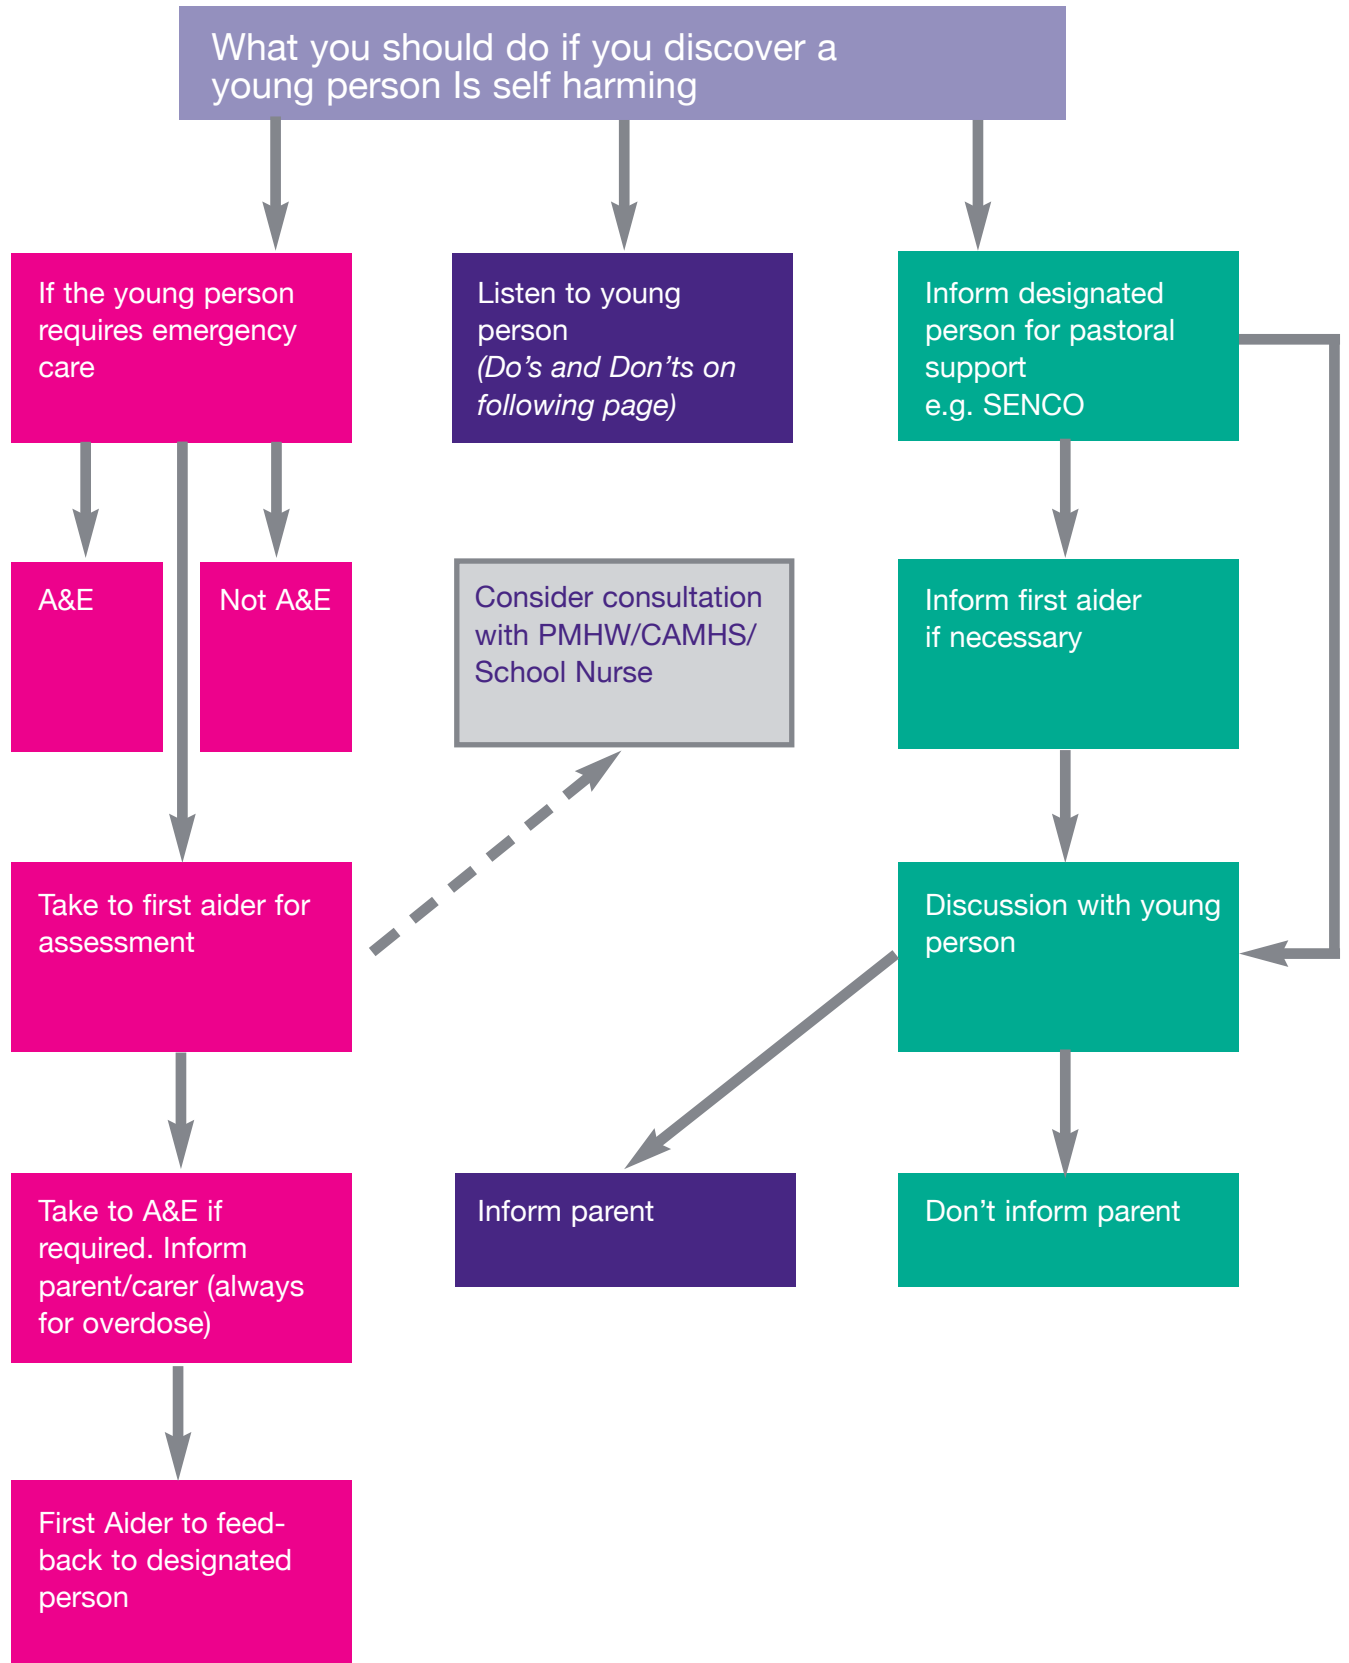 What you should do if you discover a
young person Is self harming
If the young person
requires emergency
care
Listen to young
person
(Do’s and Don’ts on
following page)
Inform designated
person for pastoral
support
e.g. SENCO
A&E
Not A&E
Consider consultation
with PMHW/CAMHS/
School Nurse
Inform first aider
if necessary
Take to first aider for
assessment
Discussion with young
person
Take to A&E if
required. Inform
parent/carer (always
for overdose)
Inform parent
Don’t inform parent
First Aider to feed-
back to designated
person